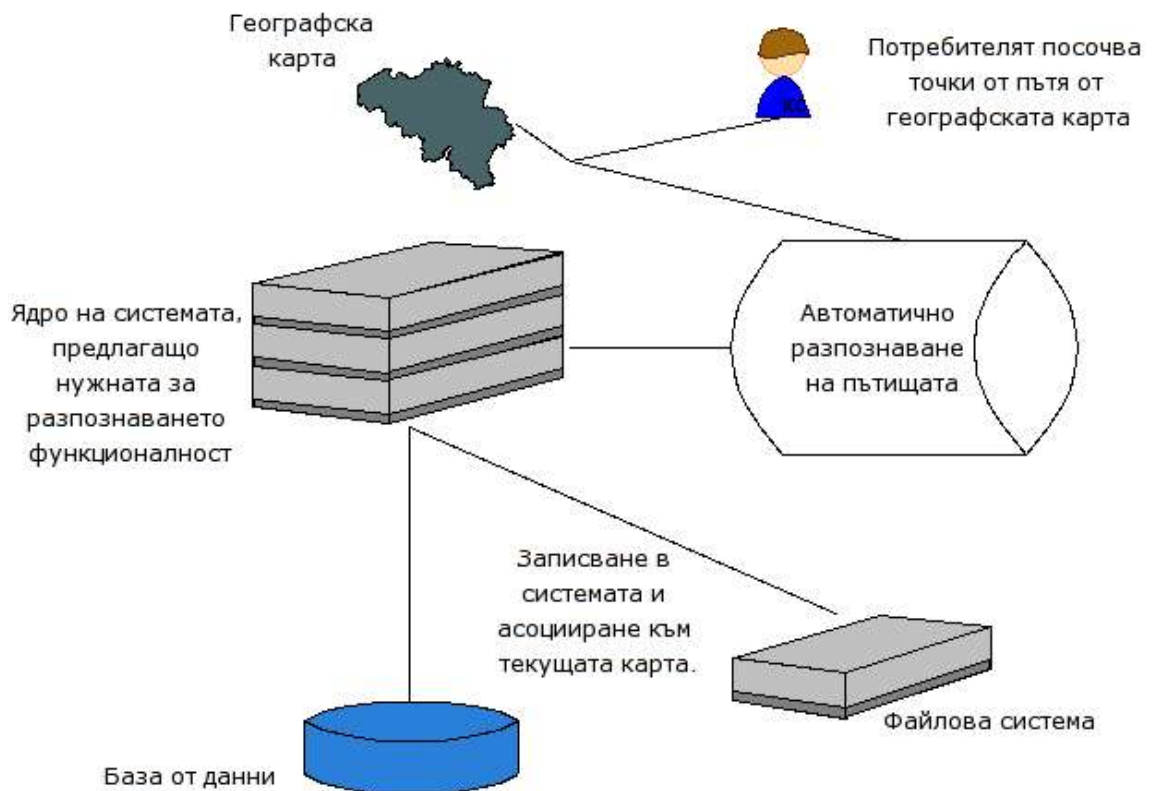 Географска
карта
Потребителят посочва
точки от пътя от
географската карта
Ядро на системата,
предлагащо
нужната за
разпознаването
функционалност
Автоматично
разпознаване
на пътищата
Записване в
системата и
асоцииране към
текущата карта.
Файлова система
База от данни